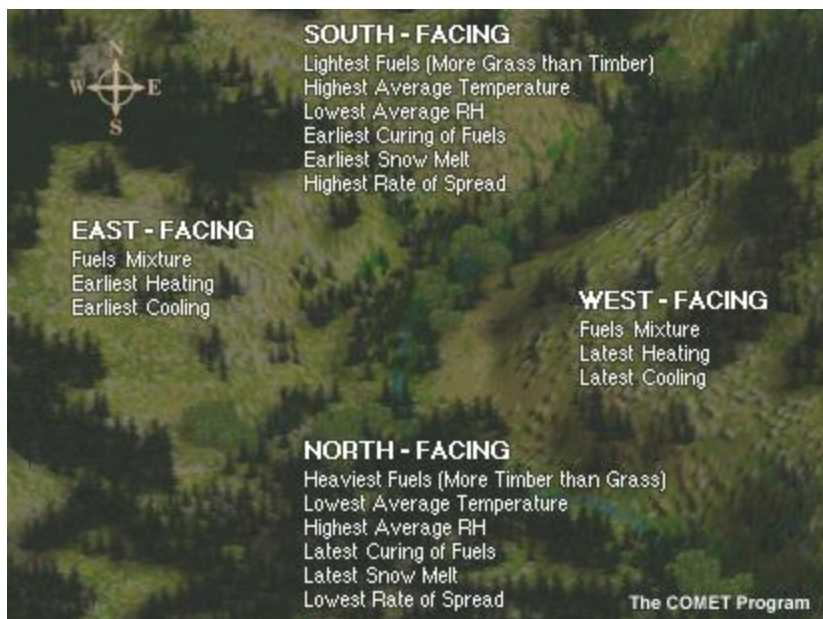 N
W E
S
SOUTH - FACING
Lightest Fuels (More Grass than Timber)
Highest Average Temperature
Lowest Average RH
Earliest Curing of Fuels
Earliest Snow Melt
Highest Rate of Spread
EAST - FACING
Fuels Mixture
Earliest Heating
Earliest Cooling
WEST - FACING
Fuels Mixture
Latest Heating
Latest Cooling
NORTH - FACING
Heaviest Fuels (More Timber than Grass)
Lowest Average Temperature
Highest Average RH
Latest Curing of Fuels
Latest Snow Melt
Lowest Rate of Spread
The COMET Program